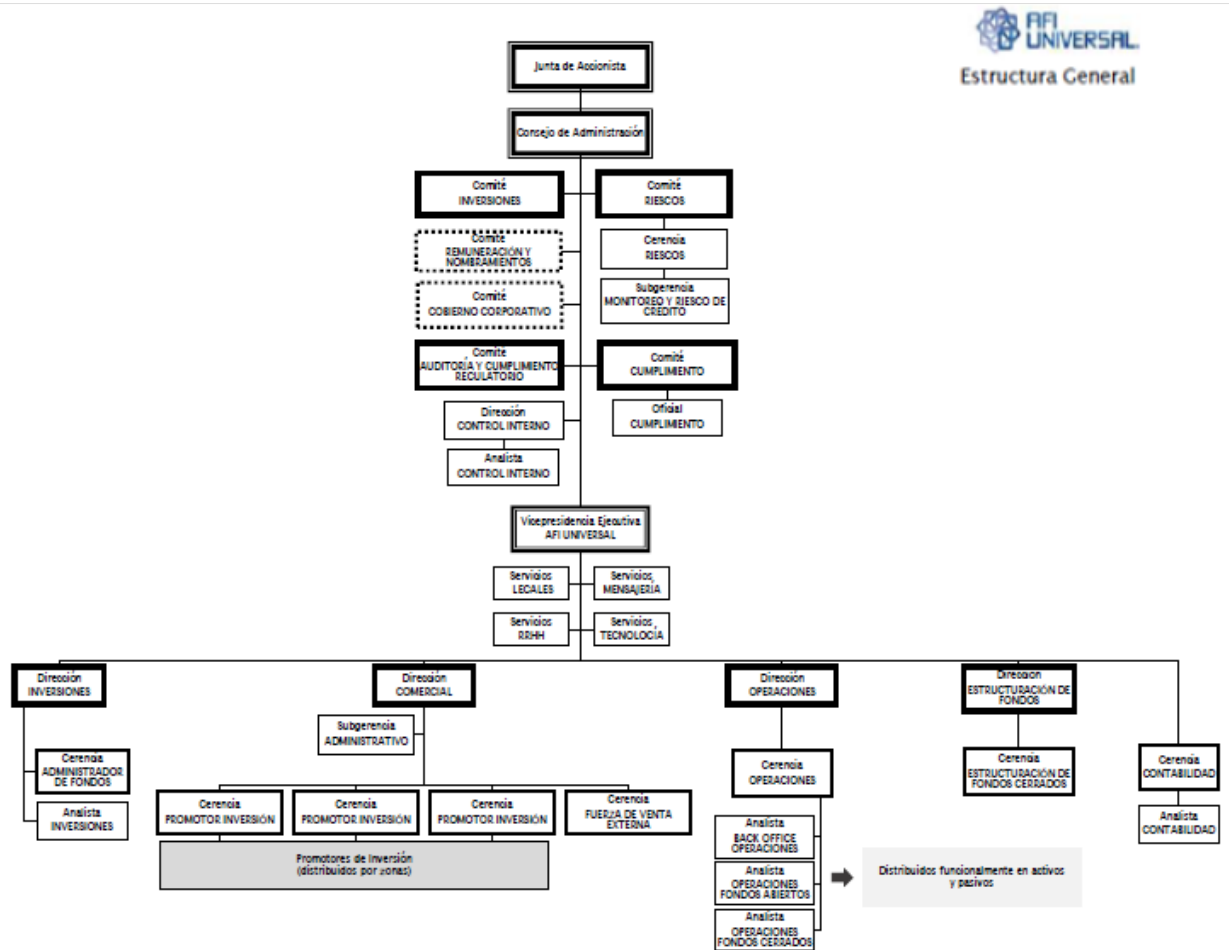 AFI
UNIVERSAL
Estructura General
Junta de Accionista
Consejo de Administración
Comité
INVERSIONES
Comité
RIESGOS
Comité
REMUNERACIÓN Y
NOMBRAMIENTOS
Gerencia
RIESGOS
Comité
GOBIERNO CORPORATIVO
Subgerencia
MONITOREO Y RIESGO DE
CRÉDITO
Comité
AUDITORÍA Y CUMPLIMIENTO
REGULATORIO
Comité
CUMPLIMIENTO
Dirección
CONTROL INTERNO
Oficial
CUMPLIMIENTO
Analista
CONTROL INTERNO
Vicepresidencia Ejecutiva
AFI UNIVERSAL
Servicios
LEGALES
Servicios
MENSAJERÍA
Servicios
RRHH
Servicios
TECNOLOGÍA
Dirección
INVERSIONES
Dirección
COMERCIAL
Dirección
OPERACIONES
Dirección
ESTRUCTURACIÓN DE
FONDOS
Subgerencia
ADMINISTRATIVO
Gerencia
ADMINISTRADOR
DE FONDOS
Gerencia
OPERACIONES
Gerencia
ESTRUCTURACIÓN DE
FONDOS CERRADOS
Gerencia
CONTABILIDAD
Analista
INVERSIONES
Gerencia
PROMOTOR INVERSIÓN
Gerencia
PROMOTOR INVERSIÓN
Gerencia
PROMOTOR INVERSIÓN
Gerencia
FUERZA DE VENTA
EXTERNA
Analista
CONTABILIDAD
Analista
BACK OFFICE
OPERACIONES
Promotores de Inversión
(distribuidos por zonas)
Analista
OPERACIONES
FONDOS ABIERTOS
Distribuidos funcionalmente en activos
y pasivos
Analista
OPERACIONES
FONDOS CERRADOS